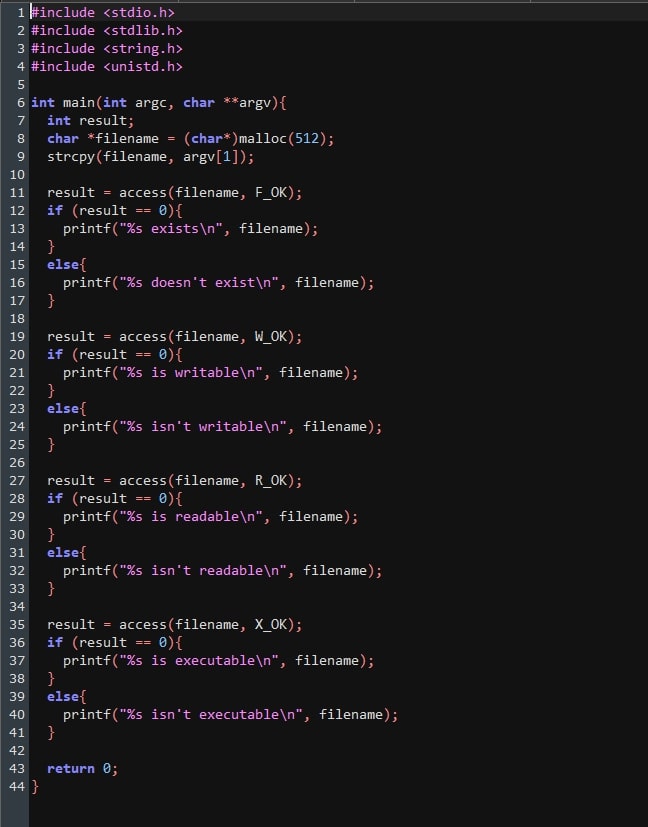 1 #include <stdio.h>
2 #include <stdlib.h>
3 #include <string.h>
4 #include <unistd.h>
5
6 int main(int argc, char **argv){
7   int result;
8   char *filename = (char*)malloc(512);
9   strcpy(filename, argv[1]);
10
11   result = access(filename, F_OK);
12   if (result == 0){
13     printf("%s exists\n", filename);
14   }
15   else{
16     printf("%s doesn't exist\n", filename);
17   }
18
19   result = access(filename, W_OK);
20   if (result == 0){
21     printf("%s is writable\n", filename);
22   }
23   else{
24     printf("%s isn't writable\n", filename);
25   }
26
27   result = access(filename, R_OK);
28   if (result == 0){
29     printf("%s is readable\n", filename);
30   }
31   else{
32     printf("%s isn't readable\n", filename);
33   }
34
35   result = access(filename, X_OK);
36   if (result == 0){
37     printf("%s is executable\n", filename);
38   }
39   else{
40     printf("%s isn't executable\n", filename);
41   }
42
43   return 0;
44 }